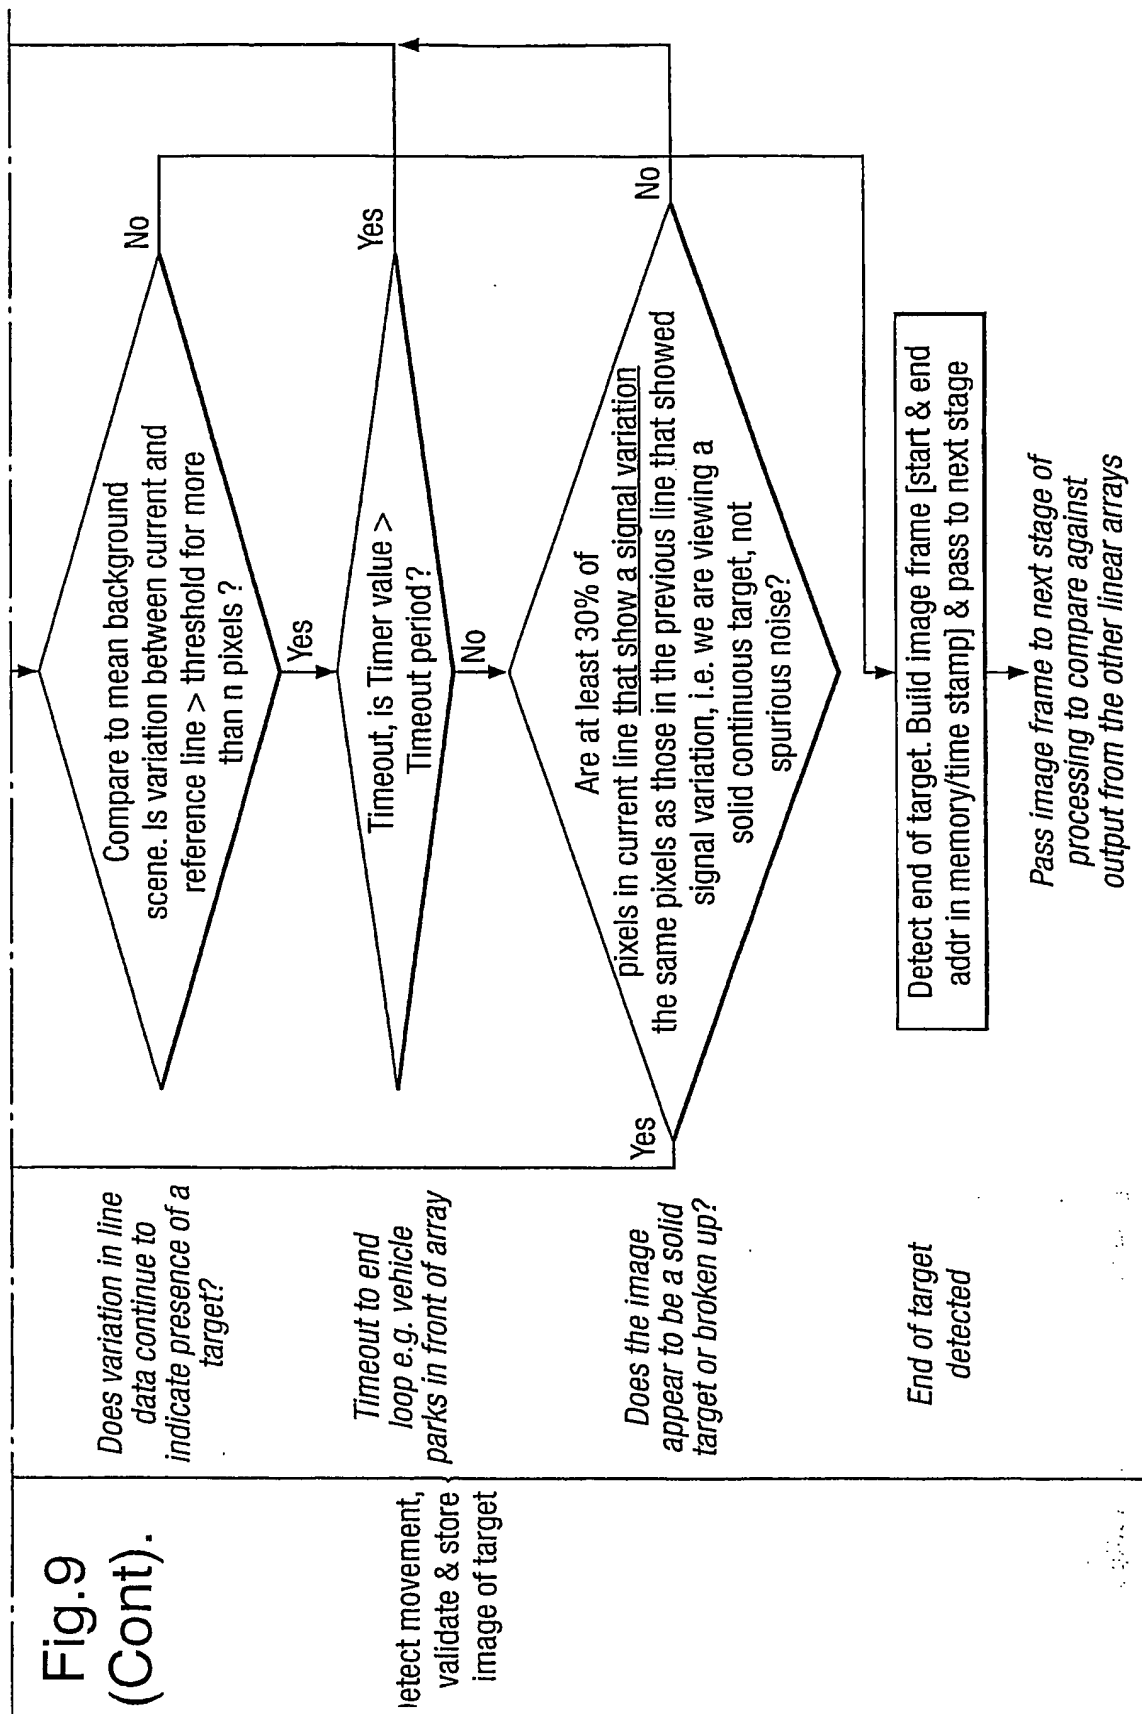 Fig.9
(Cont).
etect movement,
validate & store
image of target
Does variation in line
data continue to
indicate presence of a
target?
Compare to mean background
scene. Is variation between current and
reference line > threshold for more
than n pixels ?
No
Yes
Timeout to end
loop e.g. vehicle
parks in front of array
Timeout, is Timer value >
Timeout period?
Yes
No
Does the image
appear to be a solid
target or broken up?
Yes
Are at least 30% of
pixels in current line that show a signal variation
the same pixels as those in the previous line that showed
signal variation, i.e. we are viewing a
solid continuous target, not
spurious noise?
No
End of target
detected
Detect end of target. Build image frame [start & end
addr in memory/time stamp] & pass to next stage
Pass image frame to next stage of
processing to compare against
output from the other linear arrays